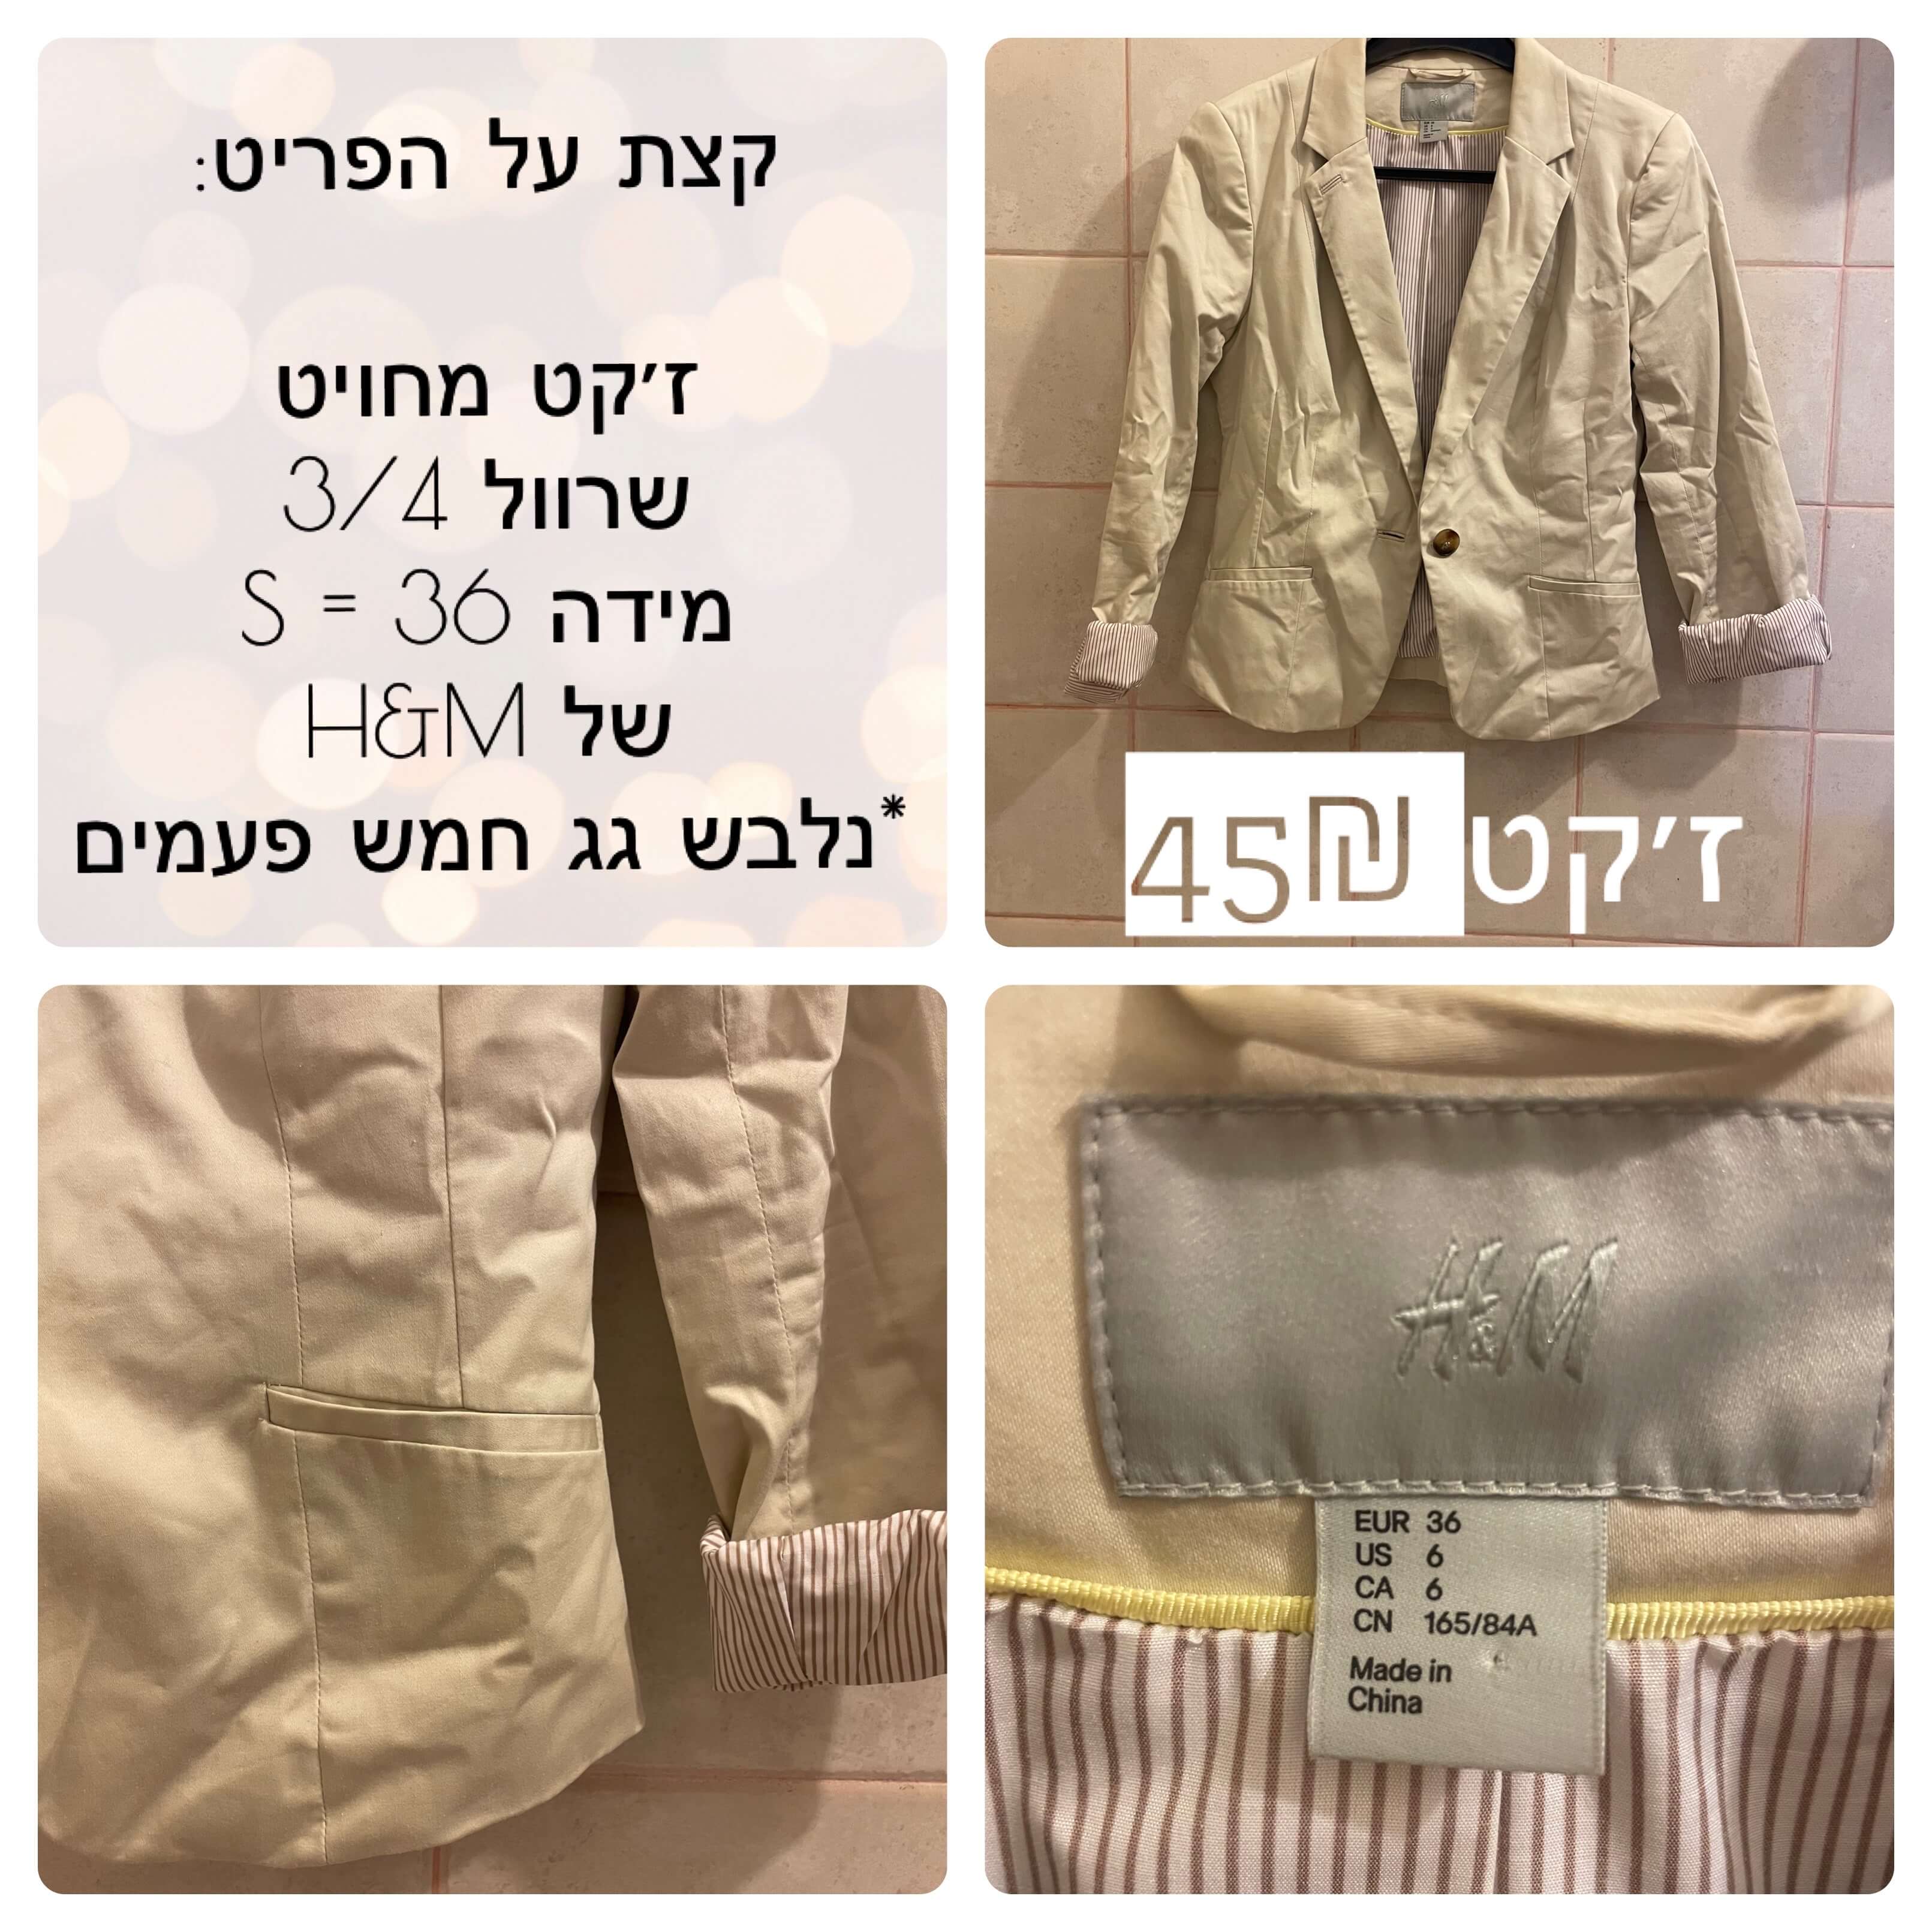 קצת על הפריט:
ז׳קט מחויט
שרוול 3/4
מידה 36 = S
של H&M
*נלבש גג חמש פעמים
ז׳קט ₪45
H&M
EUR 36
US 6
CA 6
CN 165/84A
Made in
China